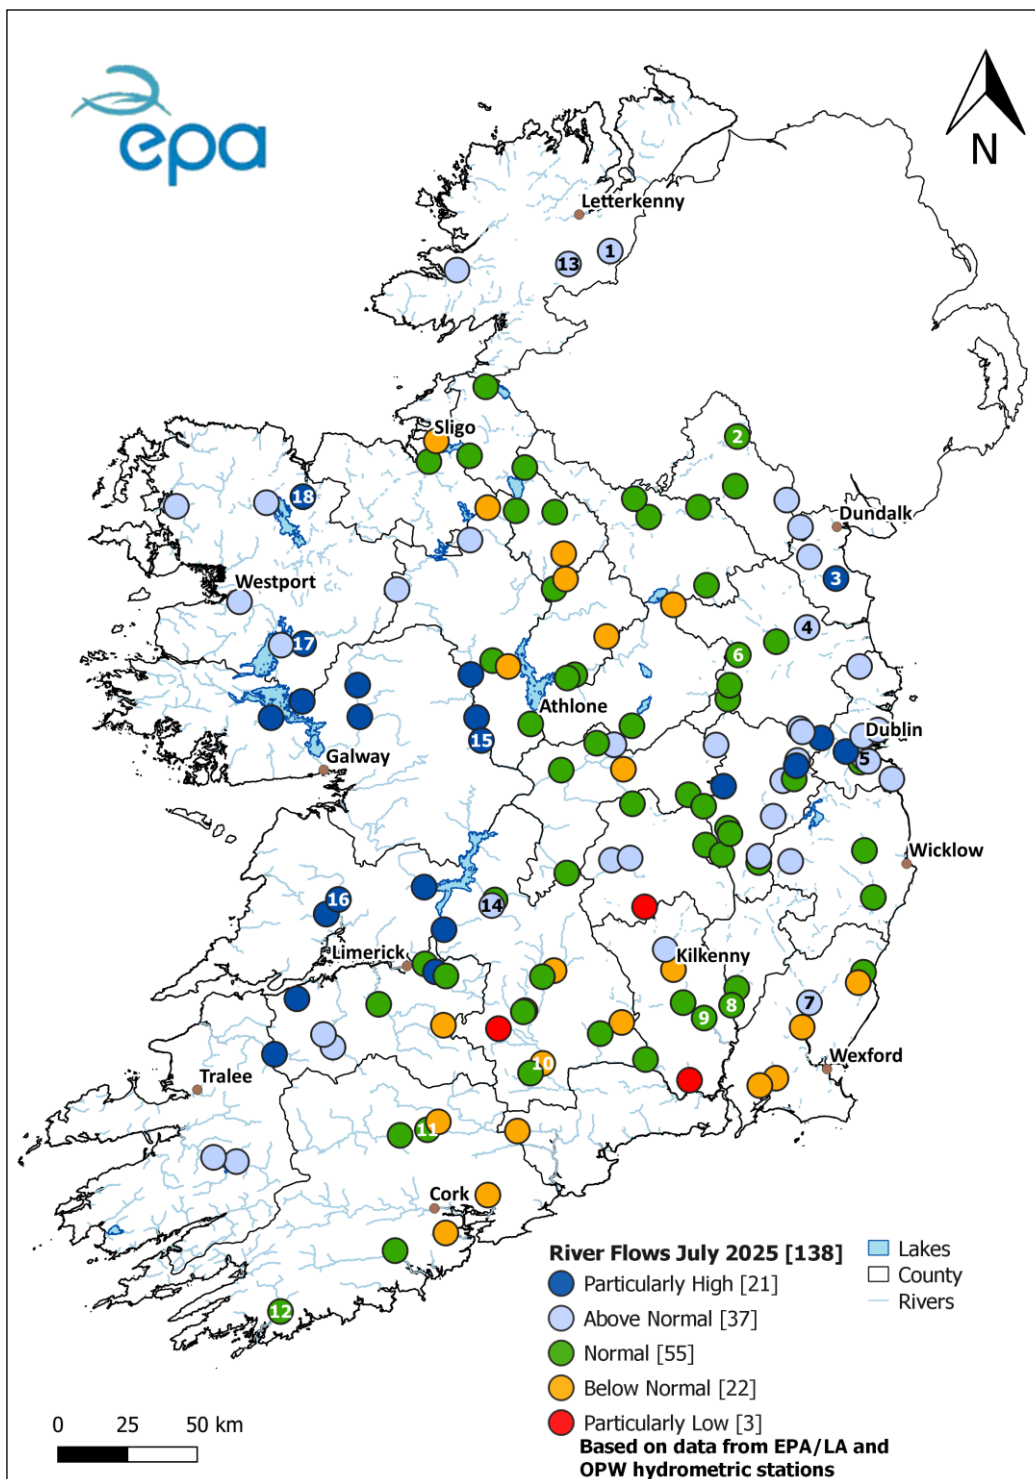 epa
N
Letterkenny
1
13
2
Sligo
18
Dundalk
3
Westport
4
17
6
Athlone
15
Dublin
5
Galway
Wicklow
16
14
Limerick
Kilkenny
7
8
9
10
Wexford
Tralee
11
Cork
12
River Flows July 2025 [138]
Particularly High [21]
Above Normal [37]
Normal [55]
Below Normal [22]
Particularly Low [3]
Based on data from EPA/LA and
OPW hydrometric stations
Lakes
County
Rivers
0 25 50 km